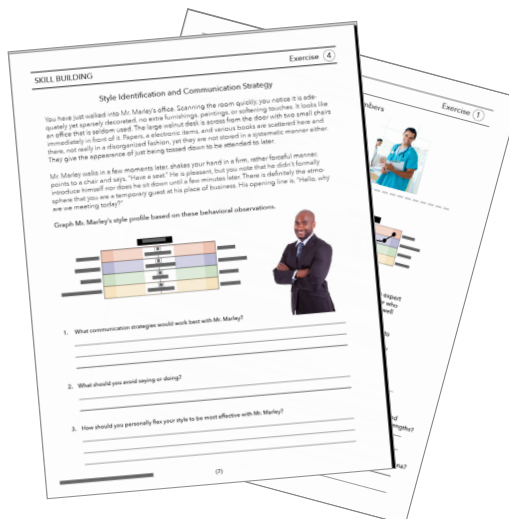 SKILL BUILDING
Exercise 4
Style Identification and Communication Strategy
You have just walked into Mr. Marley's office. Scanning the room quickly, you notice it is ade-
quately yet sparsely decorated, no extra furnishings, paintings, or softening touches. It looks like
an office that is seldom used. The large walnut desk is across from the door with two small chairs
immediately in front of it. Papers, a electronic items, and various books are scattered here and
there, not really in a disorganized fashion, yet they are not stored in a systematic manner either.
They give the appearance of just being tossed down to be attended to later.
Mr. Marley walks in a few moments later, shakes your hand in a firm, rather forceful manner,
points to a chair and says, "Have a seat." He is pleasant, but you note that he didn't formally
introduce himself nor does he sit down until a few minutes later. There is definitely the atmo-
sphere that you are a temporary guest at his place of business. His opening line is, "Hello, why
are we meeting today?"
Graph Mr. Marley's style profile based on these behavioral observations.
1. What communication strategies would work best with Mr. Marley?
2. What should you avoid saying or doing?
3. How should you personally flex your style to be most effective with Mr. Marley?
(7)
Exercise 1
mbers
expert
r who
well
to
d
ngths?
na?